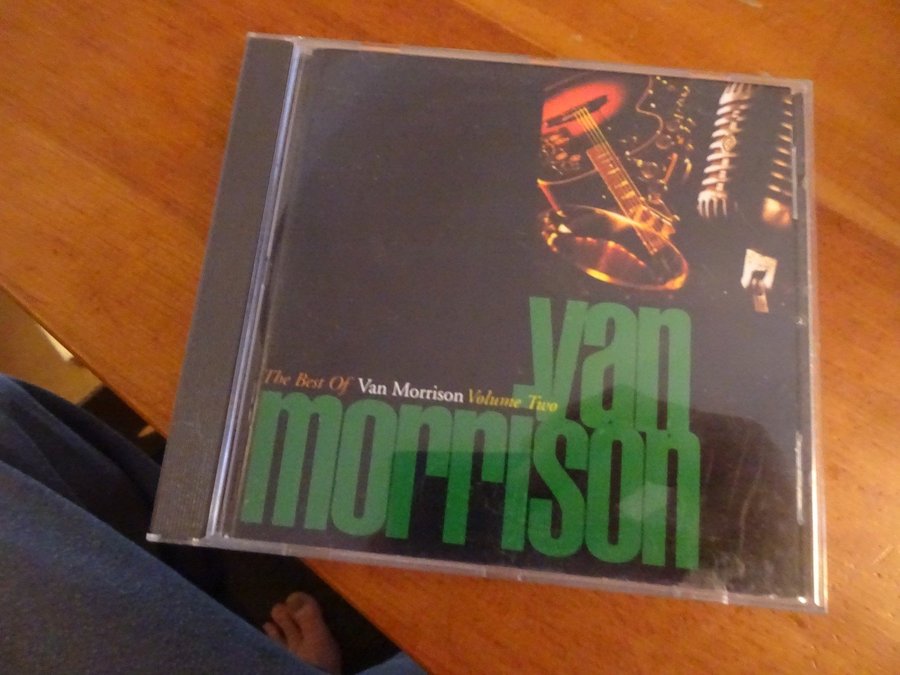 van
The Best Of Van Morrison Volume Two
morrison